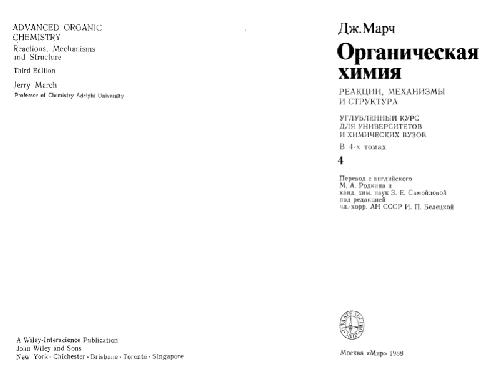 ADVANCED ORGANIC
CHEMISTRY
Reactions, Mechanisms
and Structure
Third Edition
Jerry March
Professor of Chemistry Adelphi University
A Wiley-Interscience Publication
John Wiley and Sons
New York · Chichester · Brisbane · Toronto · Singapore
Дж. Марч
Органическая
химия
РЕАКЦИИ, МЕХАНИЗМЫ
И СТРУКТУРА
УГЛУБЛЕННЫЙ КУРС
ДЛЯ УНИВЕРСИТЕТОВ
И ХИМИЧЕСКИХ ВУЗОВ
В 4-х томах
4
Перевод с английского
М. А. Родкина и
канд. хим. наук З. Е. Самойловой
под редакцией
чл.-корр. АН СССР И. П. Белецкой
Москва «Мир» 1988